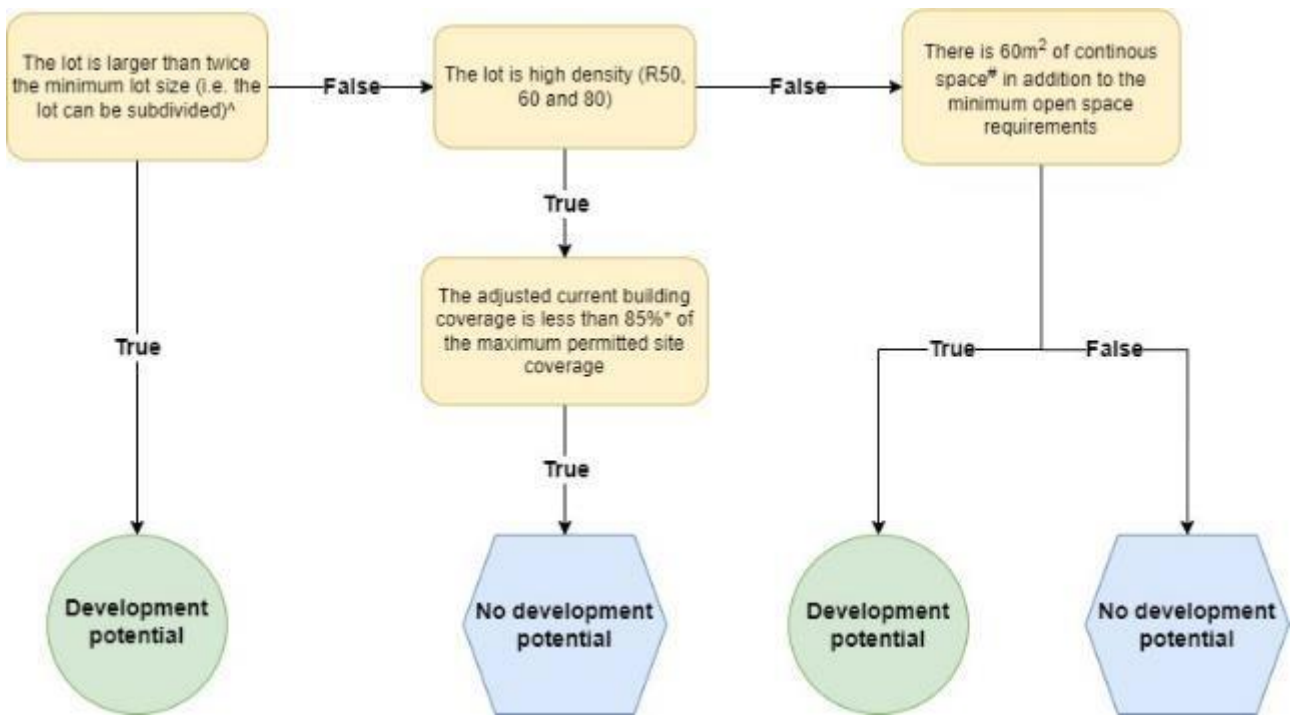 The lot is larger than twice
the minimum lot size (i.e. the
lot can be subdivided)^
False
The lot is high density (R50,
60 and 80)
False
There is 60m² of continous
space# in addition to the
minimum open space
requirements
True
The adjusted current building
coverage is less than 85%* of
the maximum permitted site
coverage
True
True
False
True
Development
potential
No development
potential
Development
potential
No development
potential